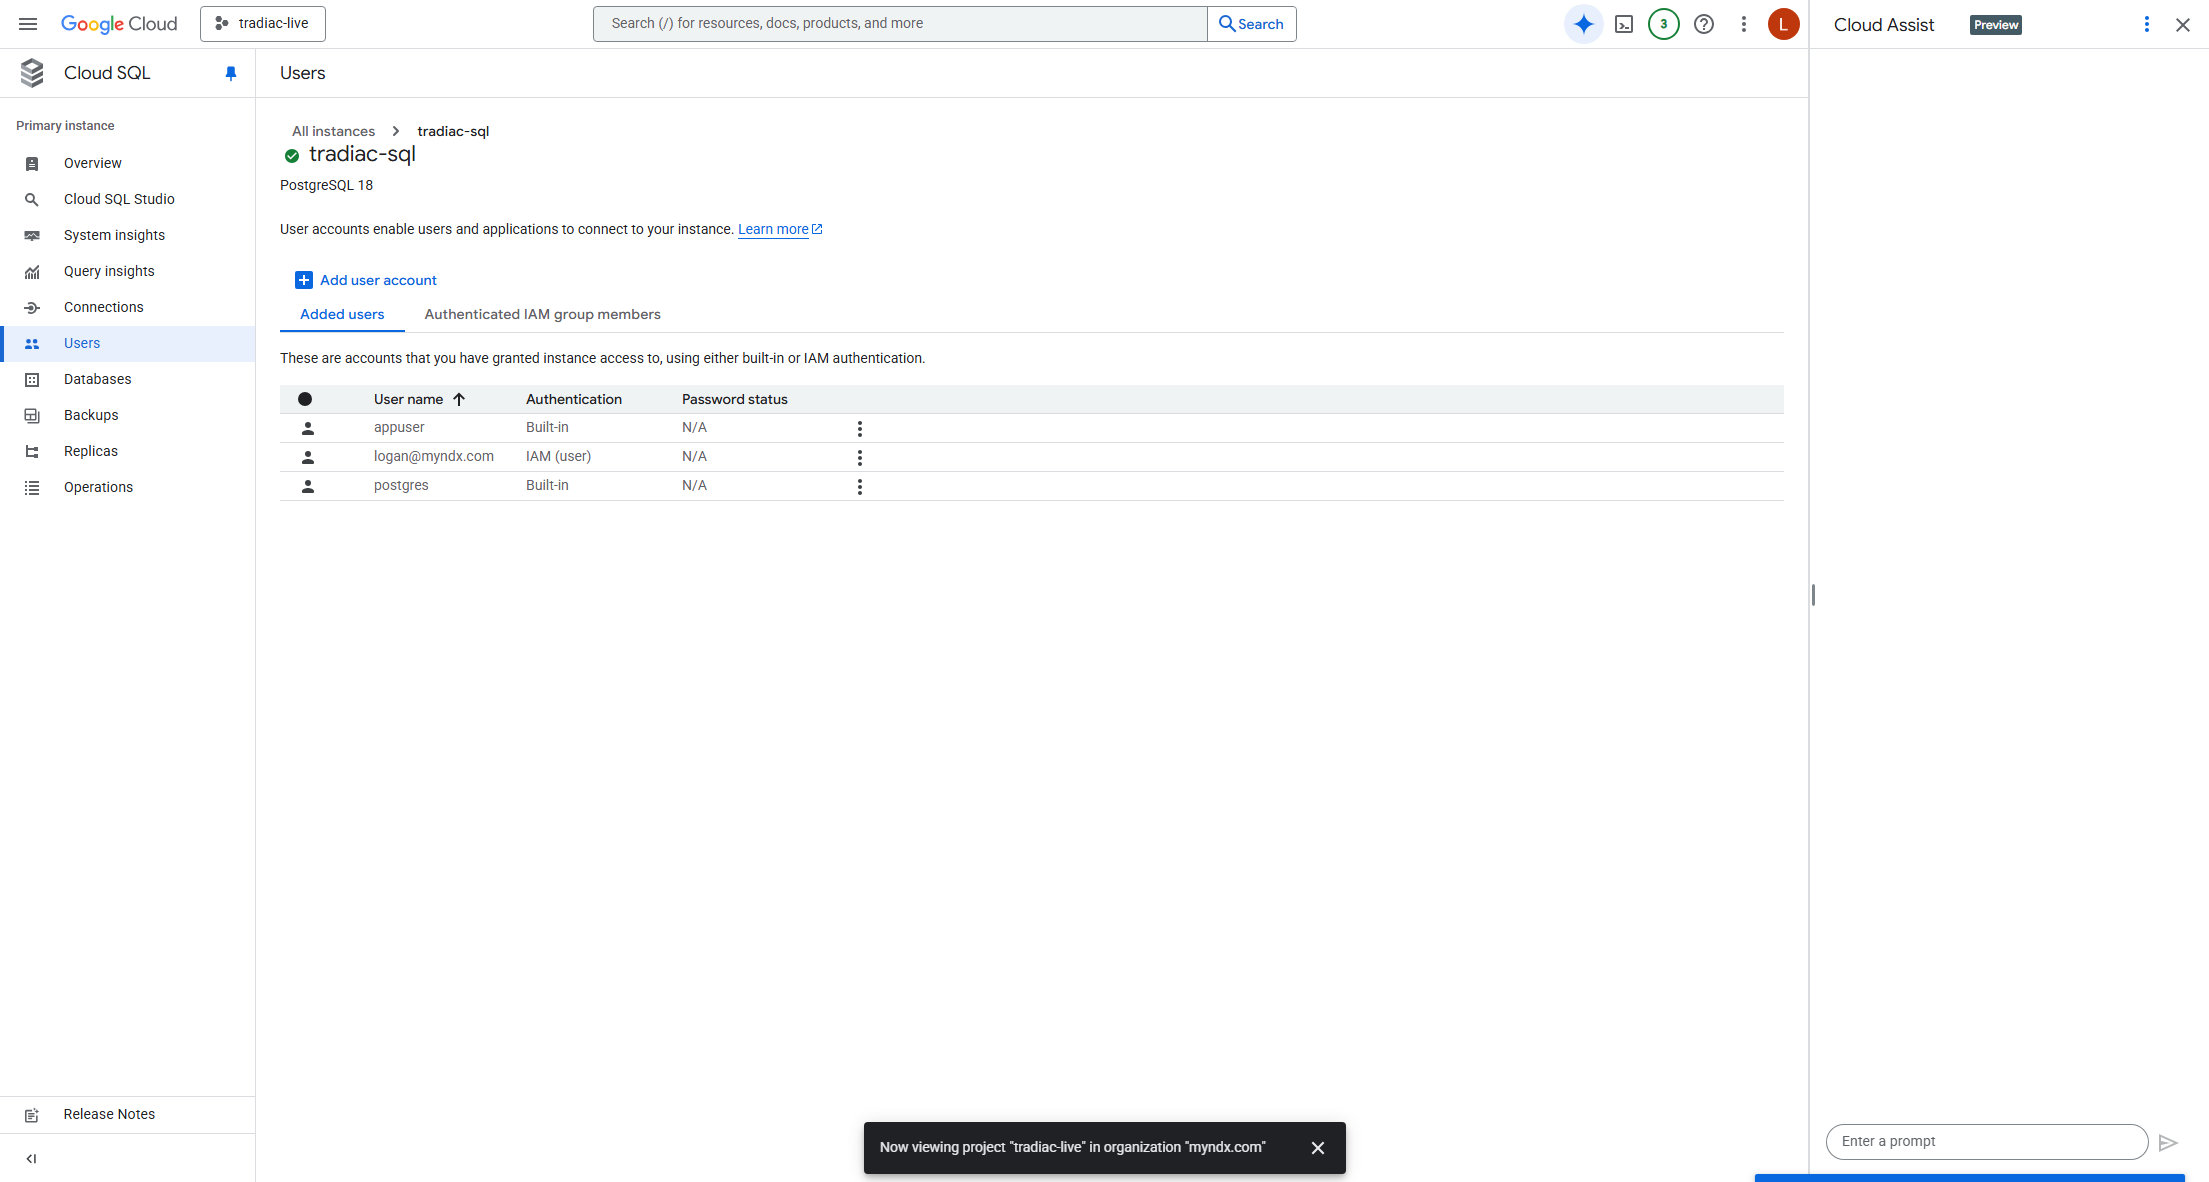 Google Cloud
tradiac-live
Search (/) for resources, docs, products, and more
Search
3
L
Cloud Assist
Preview
Cloud SQL
Users
Primary instance
Overview
Cloud SQL Studio
System insights
Query insights
Connections
Users
Databases
Backups
Replicas
Operations
All instances
tradiac-sql
tradiac-sql
PostgreSQL 18
User accounts enable users and applications to connect to your instance. Learn more
Add user account
Added users
Authenticated IAM group members
These are accounts that you have granted instance access to, using either built-in or IAM authentication.
User name Authentication Password status
appuser Built-in N/A
logan@myndx.com IAM (user) N/A
postgres Built-in N/A
Release Notes
Now viewing project "tradiac-live" in organization "myndx.com"
Enter a prompt